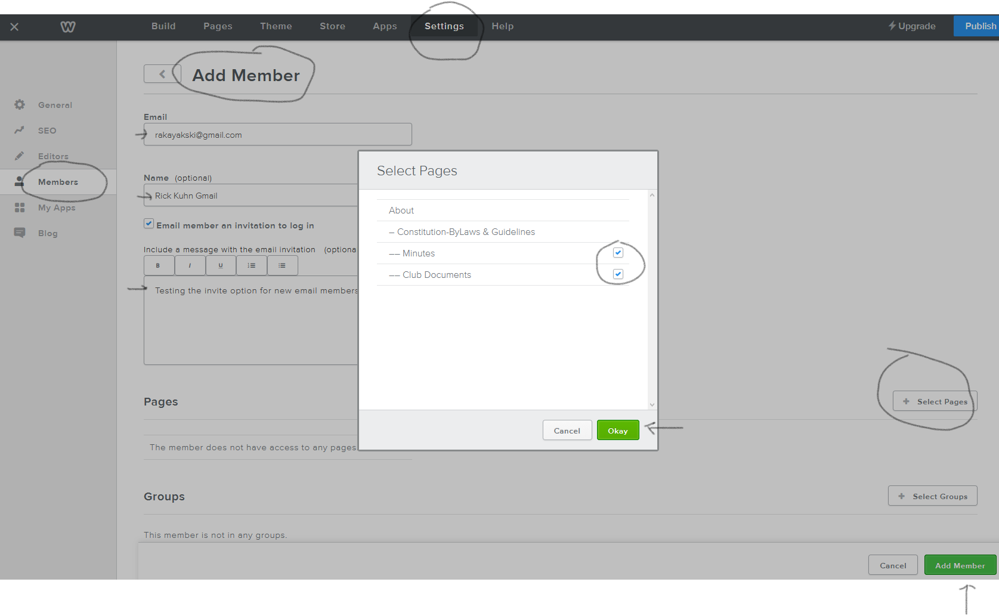 Build Pages Theme Store Apps Settings Help Upgrade Publish
Add Member
General
SEO
Editors
Members
My Apps
Blog
Email
rakayakski@gmail.com
Name (optional)
Rick Kuhn Gmail
Email member an invitation to log in
Include a message with the email invitation (optiona
B I U
Testing the invite option for new email members
Pages
Select Pages
The member does not have access to any pages.
Groups
Select Groups
This member is not in any groups.
Cancel Add Member
Select Pages
About
– Constitution-ByLaws & Guidelines
–– Minutes
–– Club Documents
Cancel Okay